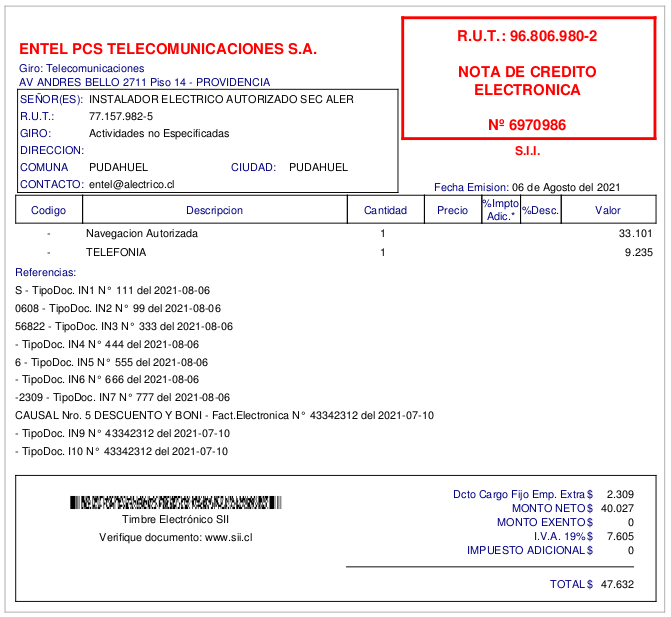 ENTEL PCS TELECOMUNICACIONES S.A.
Giro: Telecomunicaciones
AV ANDRES BELLO 2711 Piso 14 - PROVIDENCIA
R.U.T.: 96.806.980-2
NOTA DE CREDITO
ELECTRONICA
Nº 6970986
S.I.I.
SEÑOR(ES): INSTALADOR ELECTRICO AUTORIZADO SEC ALER
R.U.T.: 77.157.982-5
GIRO: Actividades no Especificadas
DIRECCION:
COMUNA PUDAHUEL CIUDAD: PUDAHUEL
CONTACTO: entel@alectrico.cl
Fecha Emision: 06 de Agosto del 2021
Codigo Descripcion Cantidad Precio %Impto Adic.* %Desc. Valor
- Navegacion Autorizada 1 33.101
- TELEFONIA 1 9.235
Referencias:
S - TipoDoc. IN1 N° 111 del 2021-08-06
0608 - TipoDoc. IN2 N° 99 del 2021-08-06
56822 - TipoDoc. IN3 N° 333 del 2021-08-06
- TipoDoc. IN4 N° 444 del 2021-08-06
6 - TipoDoc. IN5 N° 555 del 2021-08-06
- TipoDoc. IN6 N° 666 del 2021-08-06
-2309 - TipoDoc. IN7 N° 777 del 2021-08-06
CAUSAL Nro. 5 DESCUENTO Y BONI - Fact.Electronica N° 43342312 del 2021-07-10
- TipoDoc. IN9 N° 43342312 del 2021-07-10
- TipoDoc. I10 N° 43342312 del 2021-07-10
Timbre Electrónico SII
Verifique documento: www.sii.cl
Dcto Cargo Fijo Emp. Extra $ 2.309
MONTO NETO $ 40.027
MONTO EXENTO $ 0
I.V.A. 19% $ 7.605
IMPUESTO ADICIONAL $ 0
TOTAL $ 47.632